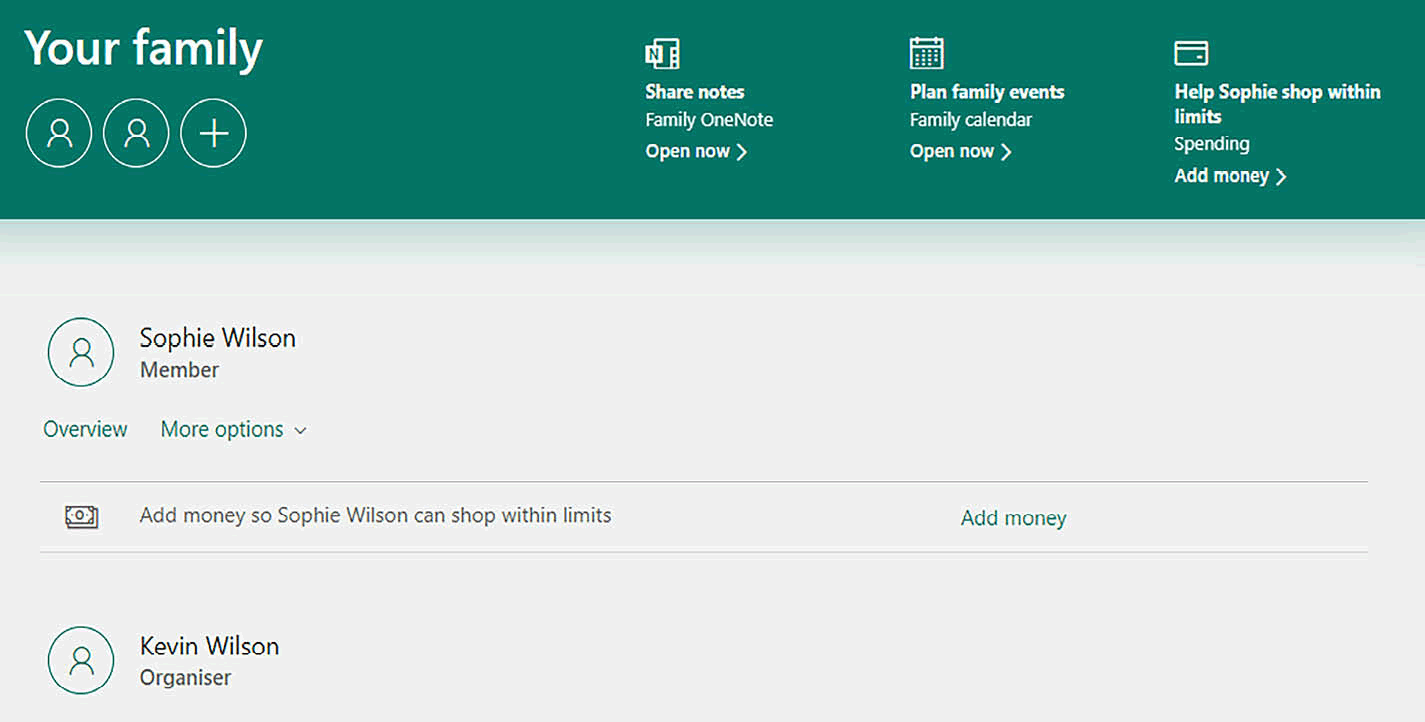 Your family
Share notes
Family OneNote
Open now
Plan family events
Family calendar
Open now
Help Sophie shop within
limits
Spending
Add money
Sophie Wilson
Member
Overview More options
Add money so Sophie Wilson can shop within limits Add money
Kevin Wilson
Organiser